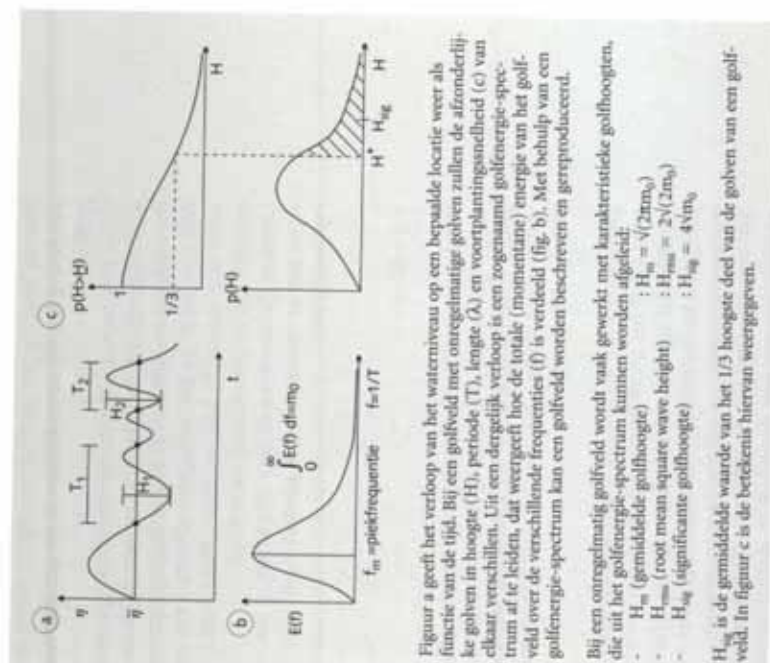 a
η
η̄
T₁
T₂
H₁
H₂
t
b
E(f)
∞
∫ E(f) df=m₀
0
fₘ =piekfrequentie
f=1/T
c
p(H>H)
1
1/3
H
p(H)
H*
Hsig
H
Figuur a geeft het verloop van het waterniveau op een bepaalde locatie weer als
functie van de tijd. Bij een golfveld met onregelmatige golven zullen de afzonderlij-
ke golven in hoogte (H), periode (T), lengte (λ) en voortplantingssnelheid (c) van
elkaar verschillen. Uit een dergelijk verloop is een zogenaamd golfenergie-spec-
trum af te leiden, dat weergeeft hoe de totale (momentane) energie van het golf-
veld over de verschillende frequenties (f) is verdeeld (fig. b). Met behulp van een
golfenergie-spectrum kan een golfveld worden beschreven en gereproduceerd.
Bij een onregelmatig golfveld wordt vaak gewerkt met karakteristieke golfhoogten,
die uit het golfenergie-spectrum kunnen worden afgeleid:
- Hₘ (gemiddelde golfhoogte) : Hₘ = √(2πm₀)
- Hrms (root mean square wave height) : Hrms = 2√(2m₀)
- Hsig (significante golfhoogte) : Hsig = 4√m₀
Hsig is de gemiddelde waarde van het 1/3 hoogste deel van de golven van een golf-
veld. In figuur c is de betekenis hiervan weergegeven.